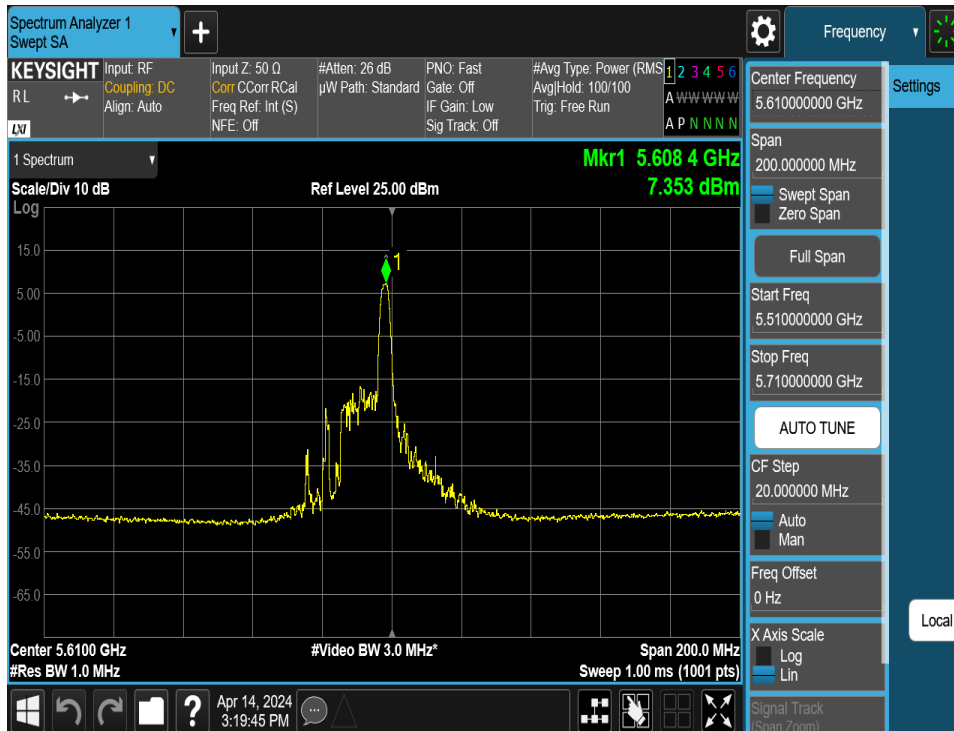 Spectrum Analyzer 1
Swept SA
+
Frequency
KEYSIGHT
R L
LXI
Input: RF
Coupling: DC
Align: Auto
Input Z: 50 Ω
Corr CCorr RCal
Freq Ref: Int (S)
NFE: Off
#Atten: 26 dB
µW Path: Standard
PNO: Fast
Gate: Off
IF Gain: Low
Sig Track: Off
#Avg Type: Power (RMS
Avg|Hold: 100/100
Trig: Free Run
1 2 3 4 5 6
A W W W W W
A P N N N N
1 Spectrum
Scale/Div 10 dB
Log
Ref Level 25.00 dBm
Mkr1 5.608 4 GHz
7.353 dBm
1
15.0
5.00
-5.00
-15.0
-25.0
-35.0
-45.0
-55.0
-65.0
Center 5.6100 GHz
#Res BW 1.0 MHz
#Video BW 3.0 MHz*
Span 200.0 MHz
Sweep 1.00 ms (1001 pts)
Center Frequency
5.610000000 GHz
Span
200.000000 MHz
Swept Span
Zero Span
Full Span
Start Freq
5.510000000 GHz
Stop Freq
5.710000000 GHz
AUTO TUNE
CF Step
20.000000 MHz
Auto
Man
Freq Offset
0 Hz
X Axis Scale
Log
Lin
Signal Track
(Span Zoom)
Settings
Local
?
Apr 14, 2024
3:19:45 PM